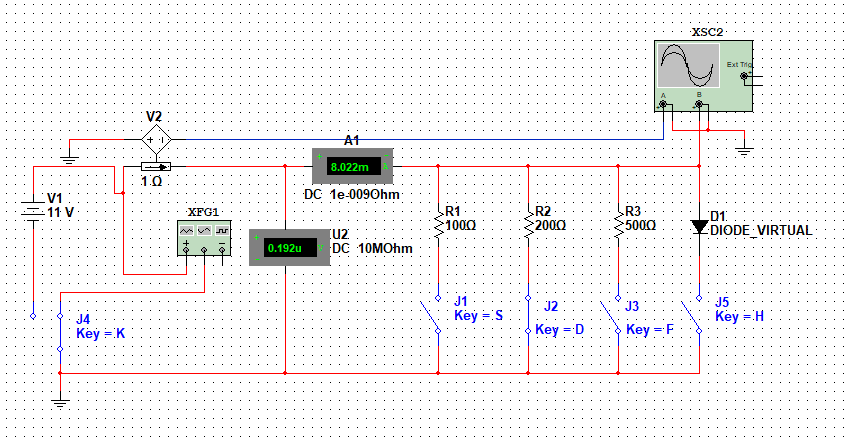 XSC2
Ext Trig
A
B
V2
A1
8.022m
DC 1e-009Ohm
1 Ω
V1
11 V
XFG1
U2
0.192u
DC 10MOhm
R1
100Ω
R2
200Ω
R3
500Ω
D1
DIODE_VIRTUAL
J4
Key = K
J1
Key = S
J2
Key = D
J3
Key = F
J5
Key = H